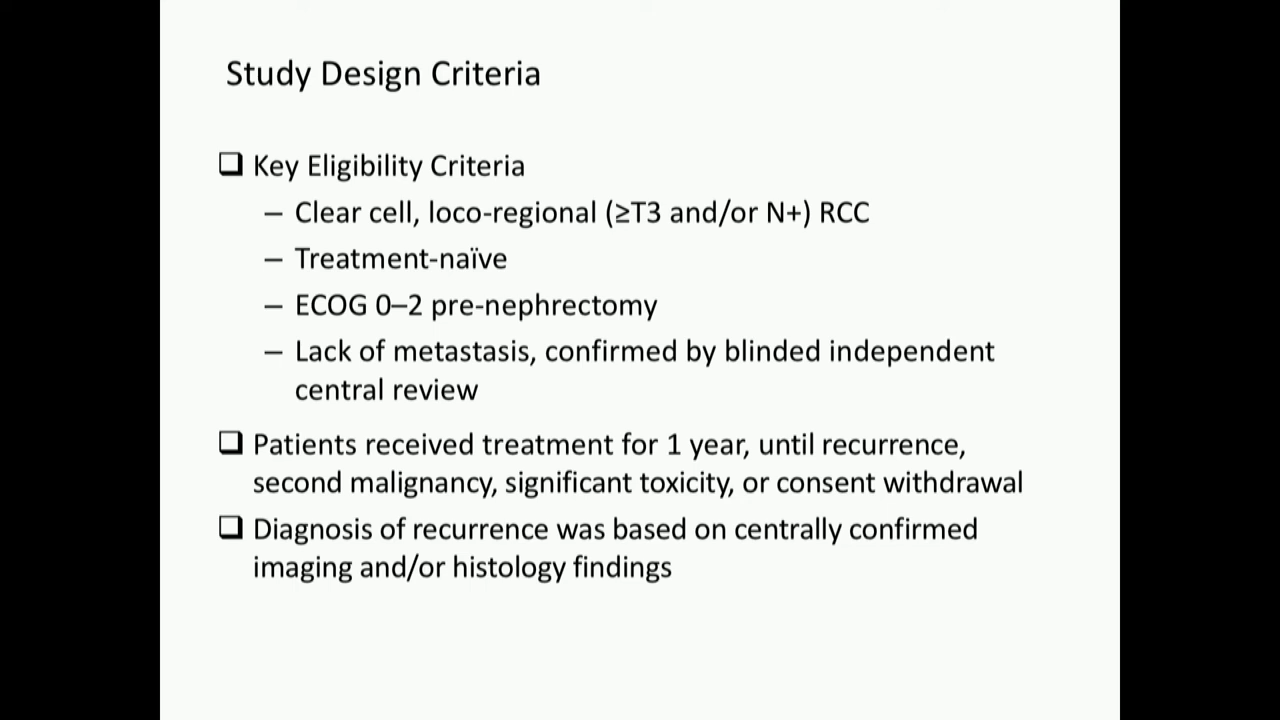 Study Design Criteria
❑ Key Eligibility Criteria
– Clear cell, loco-regional (≥T3 and/or N+) RCC
– Treatment-naïve
– ECOG 0–2 pre-nephrectomy
– Lack of metastasis, confirmed by blinded independent
central review
❑ Patients received treatment for 1 year, until recurrence,
second malignancy, significant toxicity, or consent withdrawal
❑ Diagnosis of recurrence was based on centrally confirmed
imaging and/or histology findings